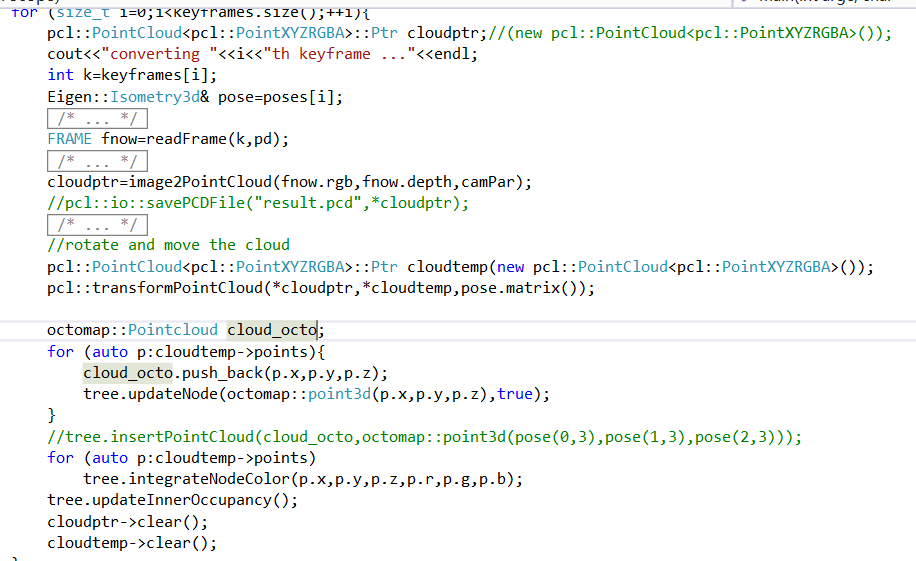 for (size_t i=0;i<keyframes.size();++i){
pcl::PointCloud<pcl::PointXYZRGBA>::Ptr cloudptr;//(new pcl::PointCloud<pcl::PointXYZRGBA>());
cout<<"converting "<<i<<"th keyframe ..."<<endl;
int k=keyframes[i];
Eigen::Isometry3d& pose=poses[i];
/* ... */
FRAME fnow=readFrame(k,pd);
/* ... */
cloudptr=image2PointCloud(fnow.rgb,fnow.depth,camPar);
//pcl::io::savePCDFile("result.pcd",*cloudptr);
/* ... */
//rotate and move the cloud
pcl::PointCloud<pcl::PointXYZRGBA>::Ptr cloudtemp(new pcl::PointCloud<pcl::PointXYZRGBA>());
pcl::transformPointCloud(*cloudptr,*cloudtemp,pose.matrix());
octomap::Pointcloud cloud_octo;
for (auto p:cloudtemp->points){
cloud_octo.push_back(p.x,p.y,p.z);
tree.updateNode(octomap::point3d(p.x,p.y,p.z),true);
}
//tree.insertPointCloud(cloud_octo,octomap::point3d(pose(0,3),pose(1,3),pose(2,3)));
for (auto p:cloudtemp->points)
tree.integrateNodeColor(p.x,p.y,p.z,p.r,p.g,p.b);
tree.updateInnerOccupancy();
cloudptr->clear();
cloudtemp->clear();